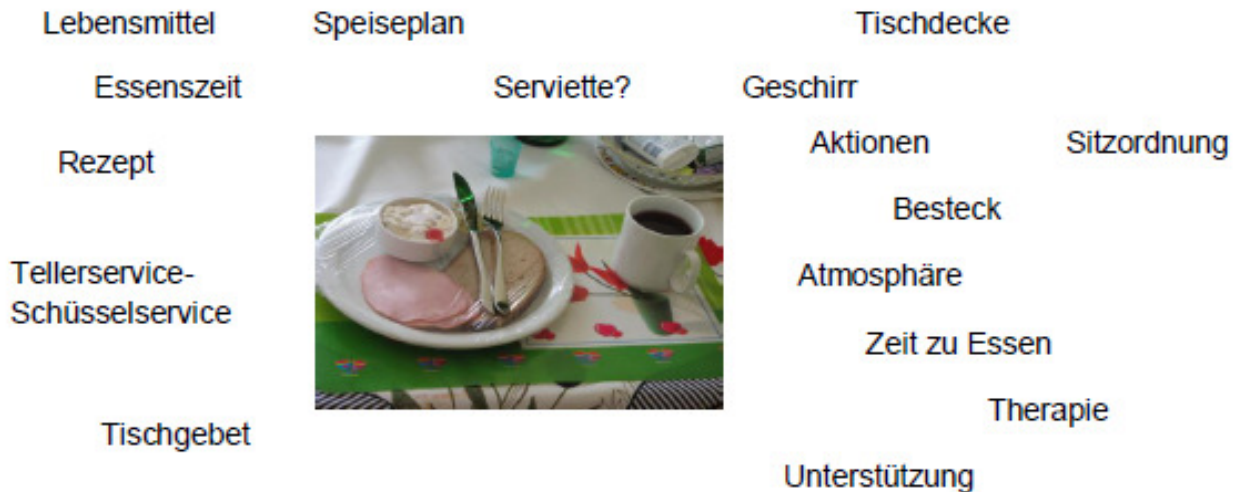 Lebensmittel
Speiseplan
Tischdecke
Essenszeit
Serviette?
Geschirr
Aktionen
Sitzordnung
Rezept
Besteck
Tellerservice-
Schüsselservice
Atmosphäre
Zeit zu Essen
Therapie
Tischgebet
Unterstützung